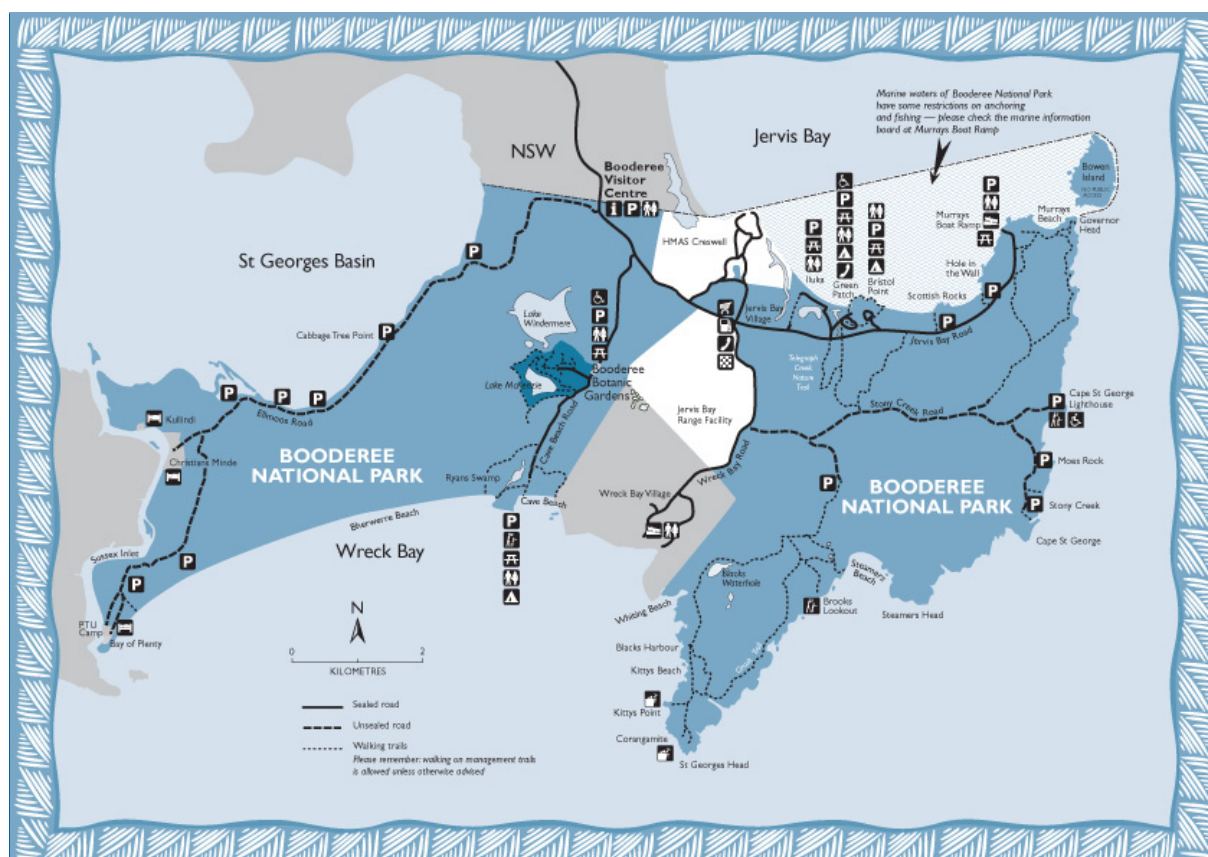 Marine waters of Booderee National Park
have some restrictions on anchoring
and fishing — please check the marine information
board at Murrays Boat Ramp
Jervis Bay
NSW
Booderee
Visitor
Centre
i
P
Bowen
Island
NO PUBLIC
ACCESS
Murrays
Beach
Governor
Head
Murrays
Boat Ramp
P
HMAS Creswell
Hole in
the Wall
P
Iluka
P
Green
Patch
P
Bristol
Point
P
Scottish Rocks
P
P
St Georges Basin
P
Lake
Windermere
Jervis Bay
Village
Jervis Bay Road
Cabbage Tree Point
P
P
Booderee
Botanic
Gardens
Lake McKenzie
Telegraph
Creek
Nature
Trail
P
P
P
Ellmoos Road
Kullindi
Christians Minde
Cave Beach Road
Jervis Bay
Range Facility
Stony Creek Road
P
Cape St George
Lighthouse
BOODEREE
NATIONAL PARK
Ryans Swamp
Cave Beach
Wreck Bay Road
P
Moes Rock
P
BOODEREE
NATIONAL PARK
P
Stony Creek
Wreck Bay Village
Bherwerre Beach
Cape St George
P
Wreck Bay
Sussex Inlet
P
P
Blacks
Waterhole
Steamers
Beach
Whiting Beach
Brooks
Lookout
Steamers Head
PTU
Camp
Bay of Plenty
N
0 2
KILOMETRES
Blacks Harbour
Kittys Beach
Kittys Point
Corangamite
St Georges Head
Sealed road
Unsealed road
Walking trails
Please remember: walking on management trails
is allowed unless otherwise advised